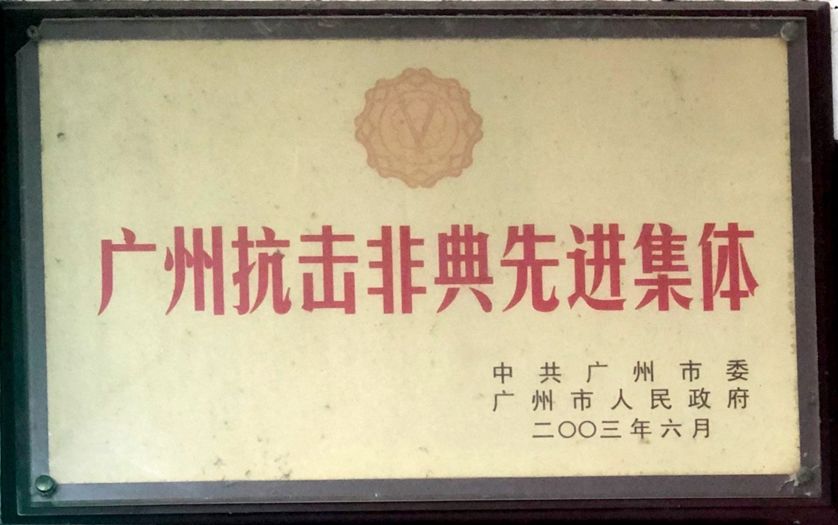 V
广州抗击非典先进集体
中共广州市委
广州市人民政府
二〇〇三年六月